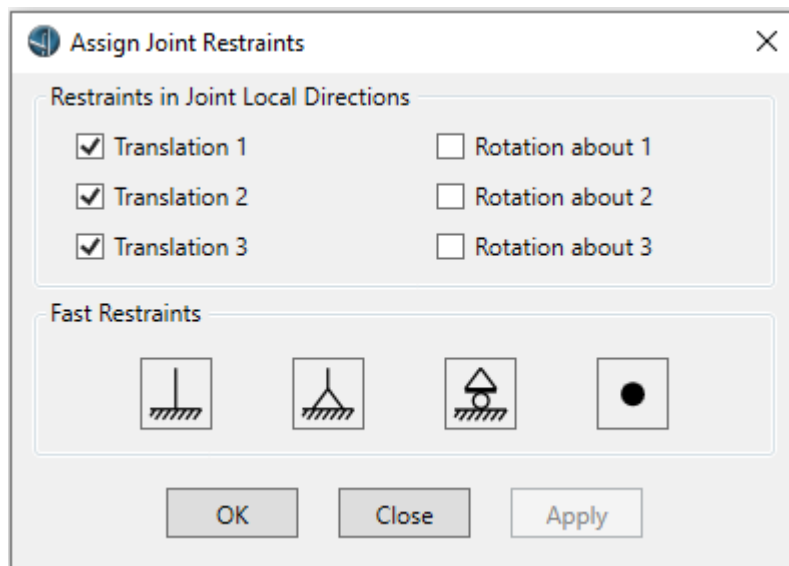 Assign Joint Restraints
Restraints in Joint Local Directions
Translation 1
Rotation about 1
Translation 2
Rotation about 2
Translation 3
Rotation about 3
Fast Restraints
OK
Close
Apply